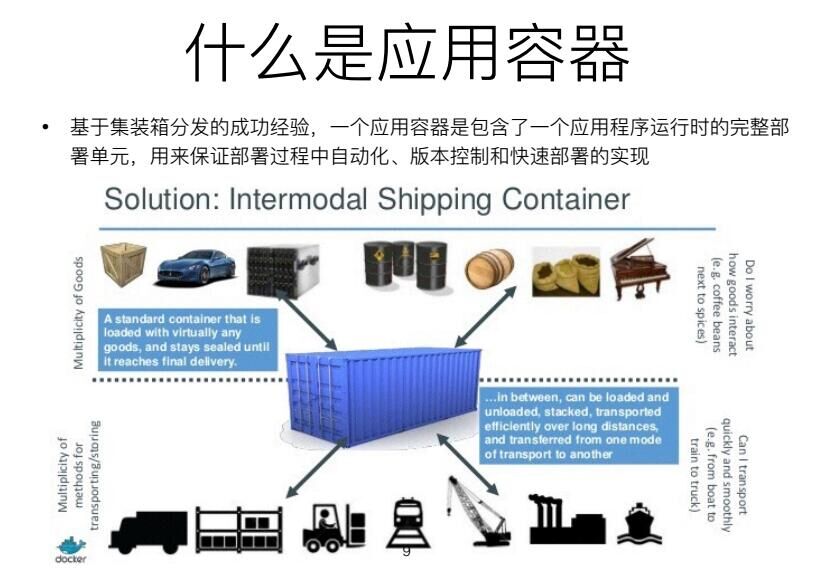 什么是应用容器
• 基于集装箱分发的成功经验，一个应用容器是包含了一个应用程序运行时的完整部
署单元，用来保证部署过程中自动化、版本控制和快速部署的实现
Solution: Intermodal Shipping Container
Multiplicity of Goods
Do I worry about
how goods interact
(e.g. coffee beans
next to spices)
A standard container that is
loaded with virtually any
goods, and stays sealed until
it reaches final delivery.
…in between, can be loaded and
unloaded, stacked, transported
efficiently over long distances,
and transferred from one mode
of transport to another
Multiplicity of
methods for
transporting/storing
Can I transport
quickly and smoothly
(e.g. from boat to
train to truck)
docker
9